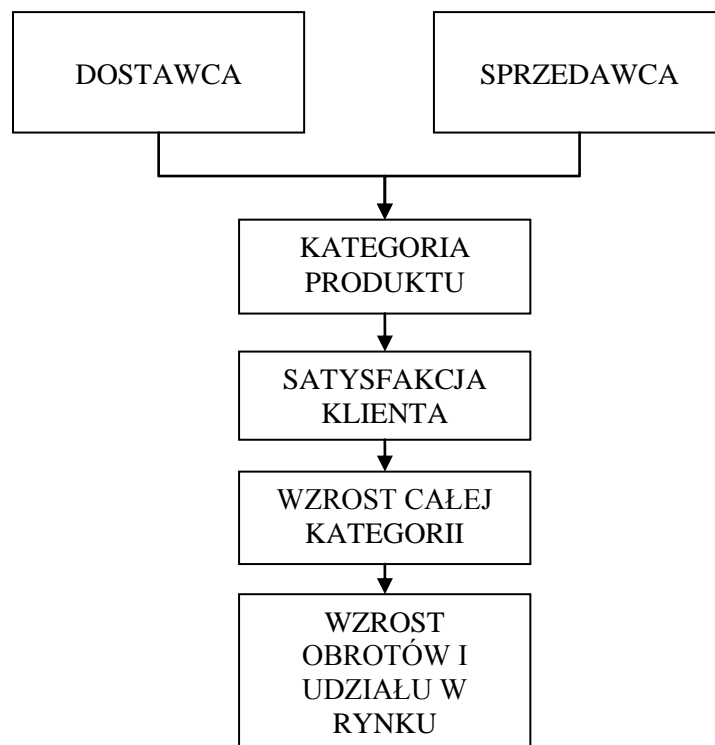 DOSTAWCA
SPRZEDAWCA
KATEGORIA
PRODUKTU
SATYSFAKCJA
KLIENTA
WZROST CAŁEJ
KATEGORII
WZROST
OBROTÓW I
UDZIAŁU W
RYNKU